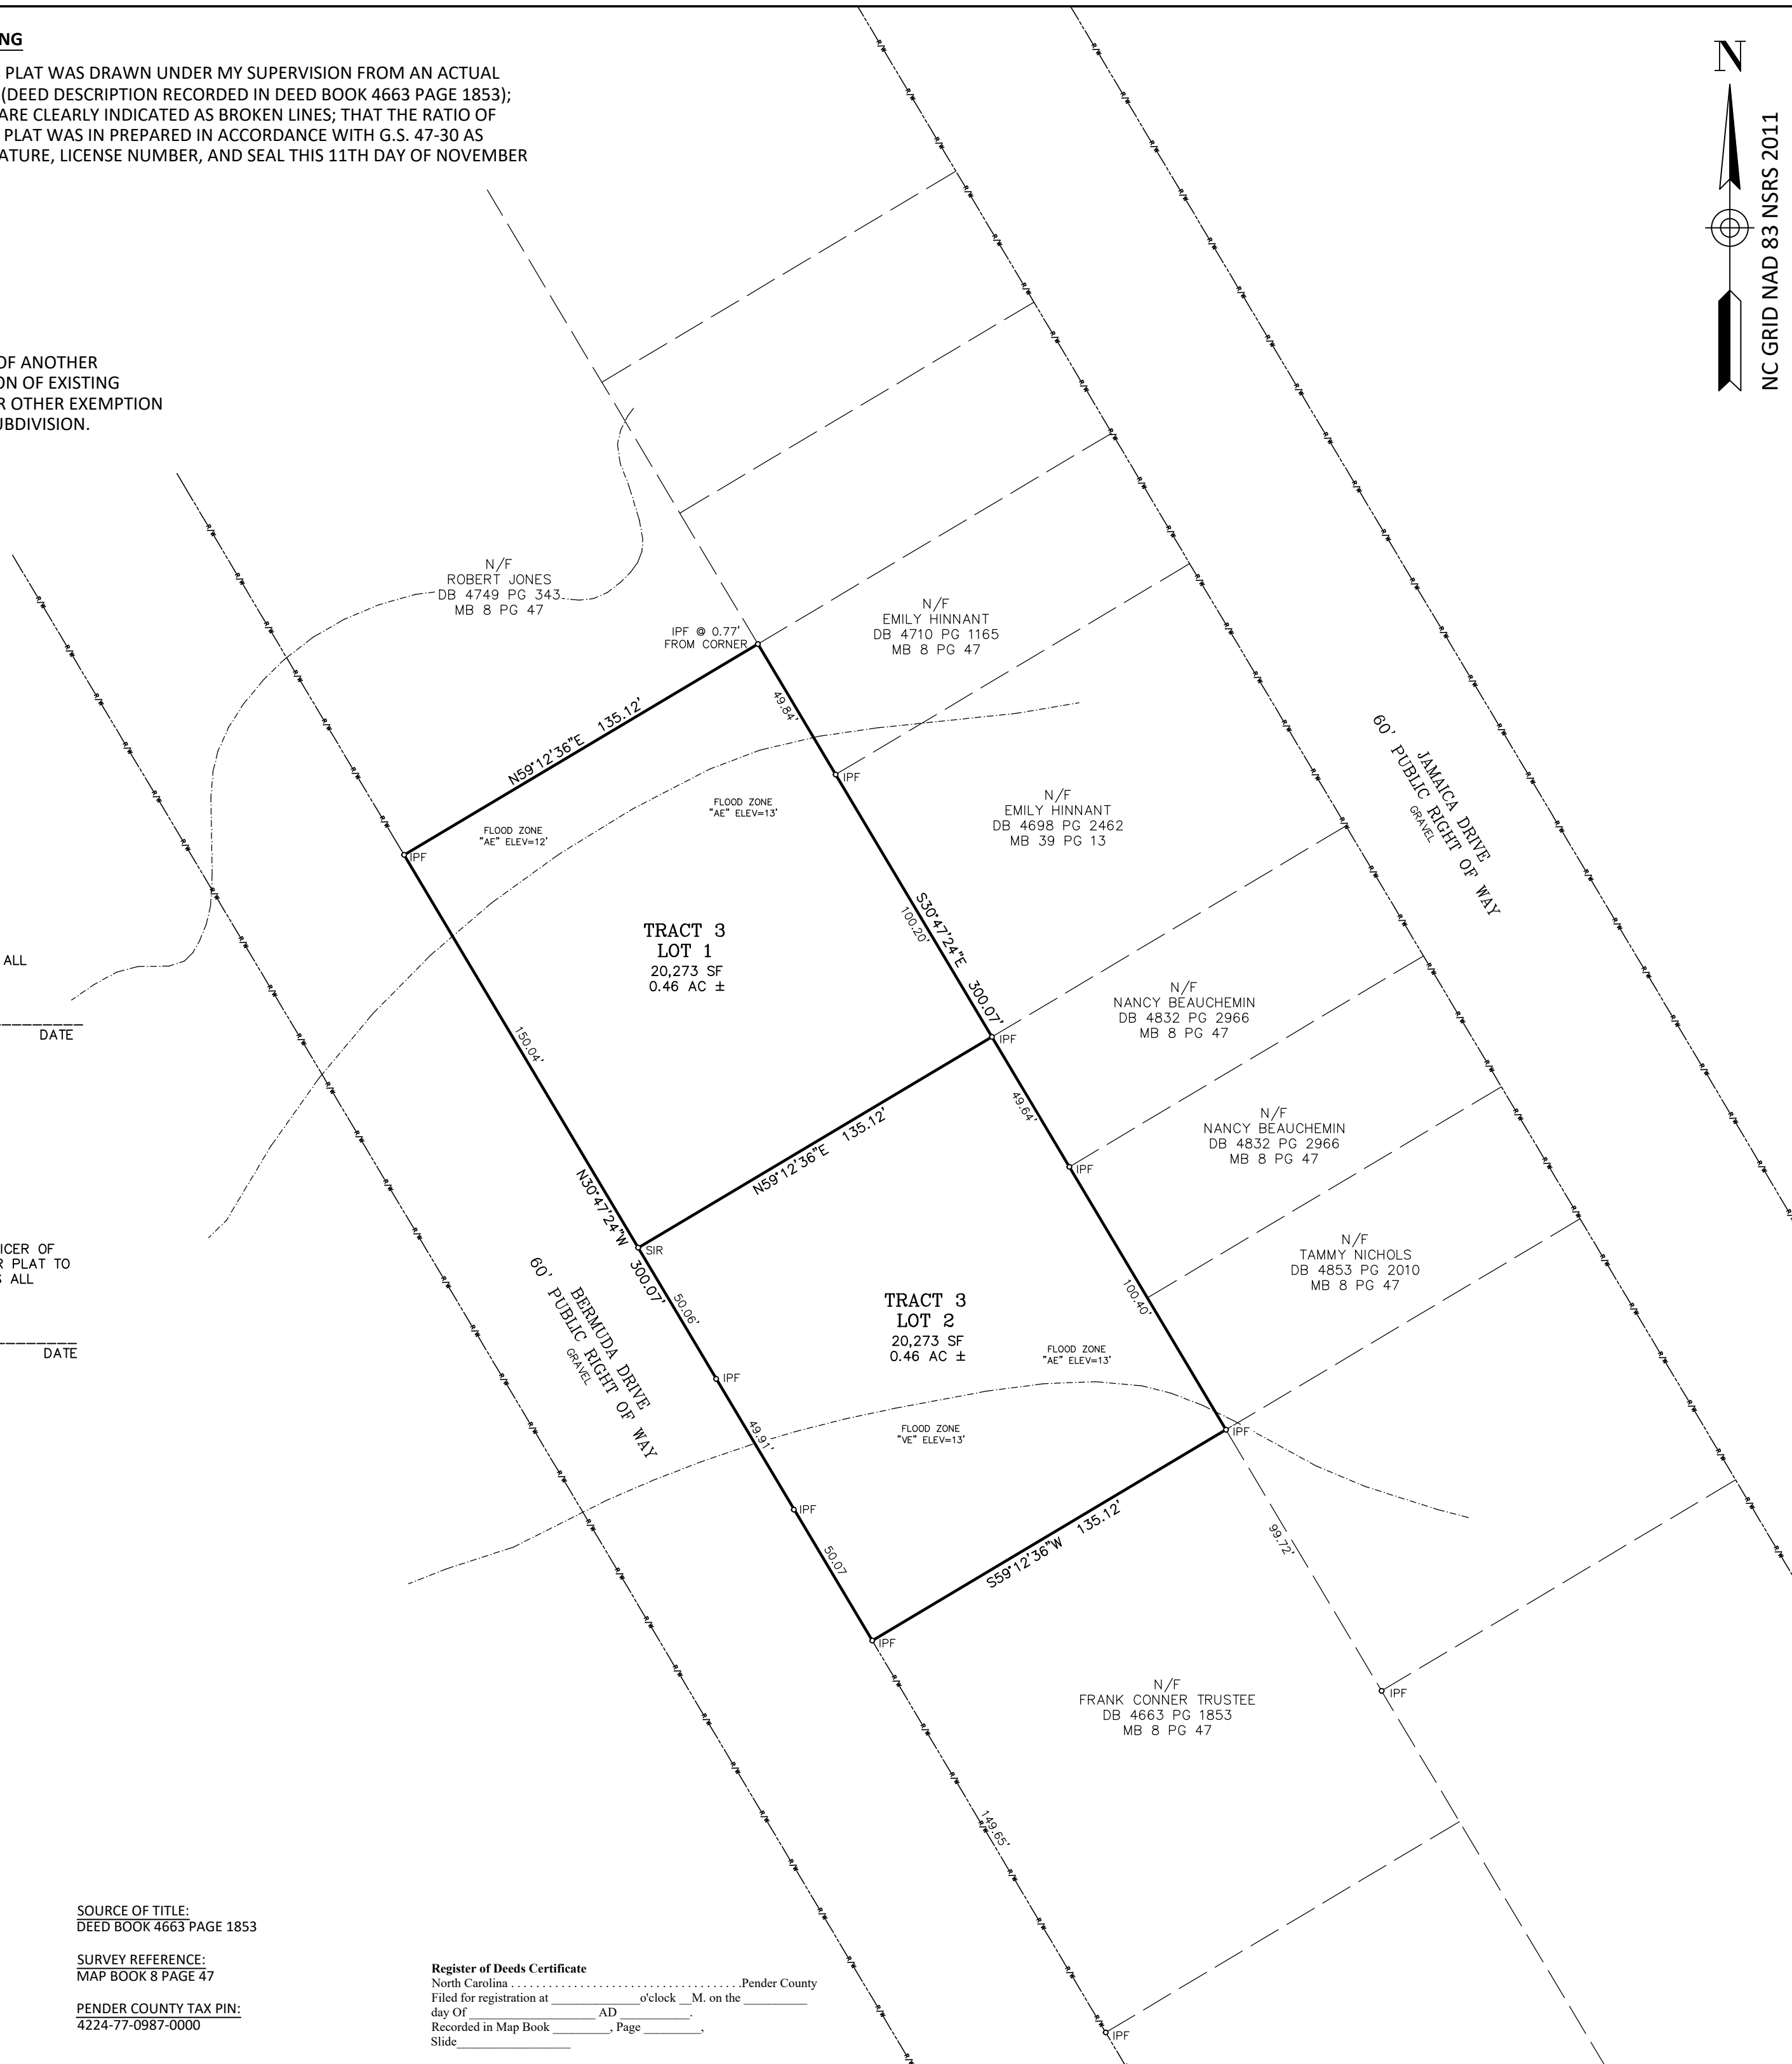 NG
PLAT WAS DRAWN UNDER MY SUPERVISION FROM AN ACTUAL
(DEED DESCRIPTION RECORDED IN DEED BOOK 4663 PAGE 1853);
ARE CLEARLY INDICATED AS BROKEN LINES; THAT THE RATIO OF
PLAT WAS IN PREPARED IN ACCORDANCE WITH G.S. 47-30 AS
ATURE, LICENSE NUMBER, AND SEAL THIS 11TH DAY OF NOVEMBER
N
NC GRID NAD 83 NSRS 2011
OF ANOTHER
ON OF EXISTING
R OTHER EXEMPTION
UBDIVISION.
N/F
ROBERT JONES
DB 4749 PG 343
MB 8 PG 47
IPF @ 0.77'
FROM CORNER
N/F
EMILY HINNANT
DB 4710 PG 1165
MB 8 PG 47
N59°12'36"E 135.12'
49.84'
IPF
IPF
FLOOD ZONE
"AE" ELEV=12'
FLOOD ZONE
"AE" ELEV=13'
N/F
EMILY HINNANT
DB 4698 PG 2462
MB 39 PG 13
JAMAICA DRIVE
60' PUBLIC RIGHT OF WAY
GRAVEL
TRACT 3
LOT 1
20,273 SF
0.46 AC ±
S30°47'24"E 300.07'
100.20'
IPF
ALL
DATE
150.04'
N/F
NANCY BEAUCHEMIN
DB 4832 PG 2966
MB 8 PG 47
49.64'
IPF
N59°12'36"E 135.12'
N/F
NANCY BEAUCHEMIN
DB 4832 PG 2966
MB 8 PG 47
N30°47'24"W 300.07'
SIR
ICER OF
R PLAT TO
S ALL
DATE
N/F
TAMMY NICHOLS
DB 4853 PG 2010
MB 8 PG 47
BERMUDA DRIVE
60' PUBLIC RIGHT OF WAY
GRAVEL
50.06'
IPF
TRACT 3
LOT 2
20,273 SF
0.46 AC ±
100.40'
FLOOD ZONE
"AE" ELEV=13'
FLOOD ZONE
"VE" ELEV=13'
49.91'
IPF
IPF
50.07
S59°12'36"W 135.12'
99.72'
IPF
IPF
N/F
FRANK CONNER TRUSTEE
DB 4663 PG 1853
MB 8 PG 47
149.65'
IPF
SOURCE OF TITLE:
DEED BOOK 4663 PAGE 1853
SURVEY REFERENCE:
MAP BOOK 8 PAGE 47
PENDER COUNTY TAX PIN:
4224-77-0987-0000
Register of Deeds Certificate
North Carolina . . . . . . . . . . . . . . . . . . . . . . . . . . . . . . . . . . . . .Pender County
Filed for registration at ______________o'clock __M. on the __________
day Of ____________________ AD ___________.
Recorded in Map Book _________, Page _________,
Slide__________________